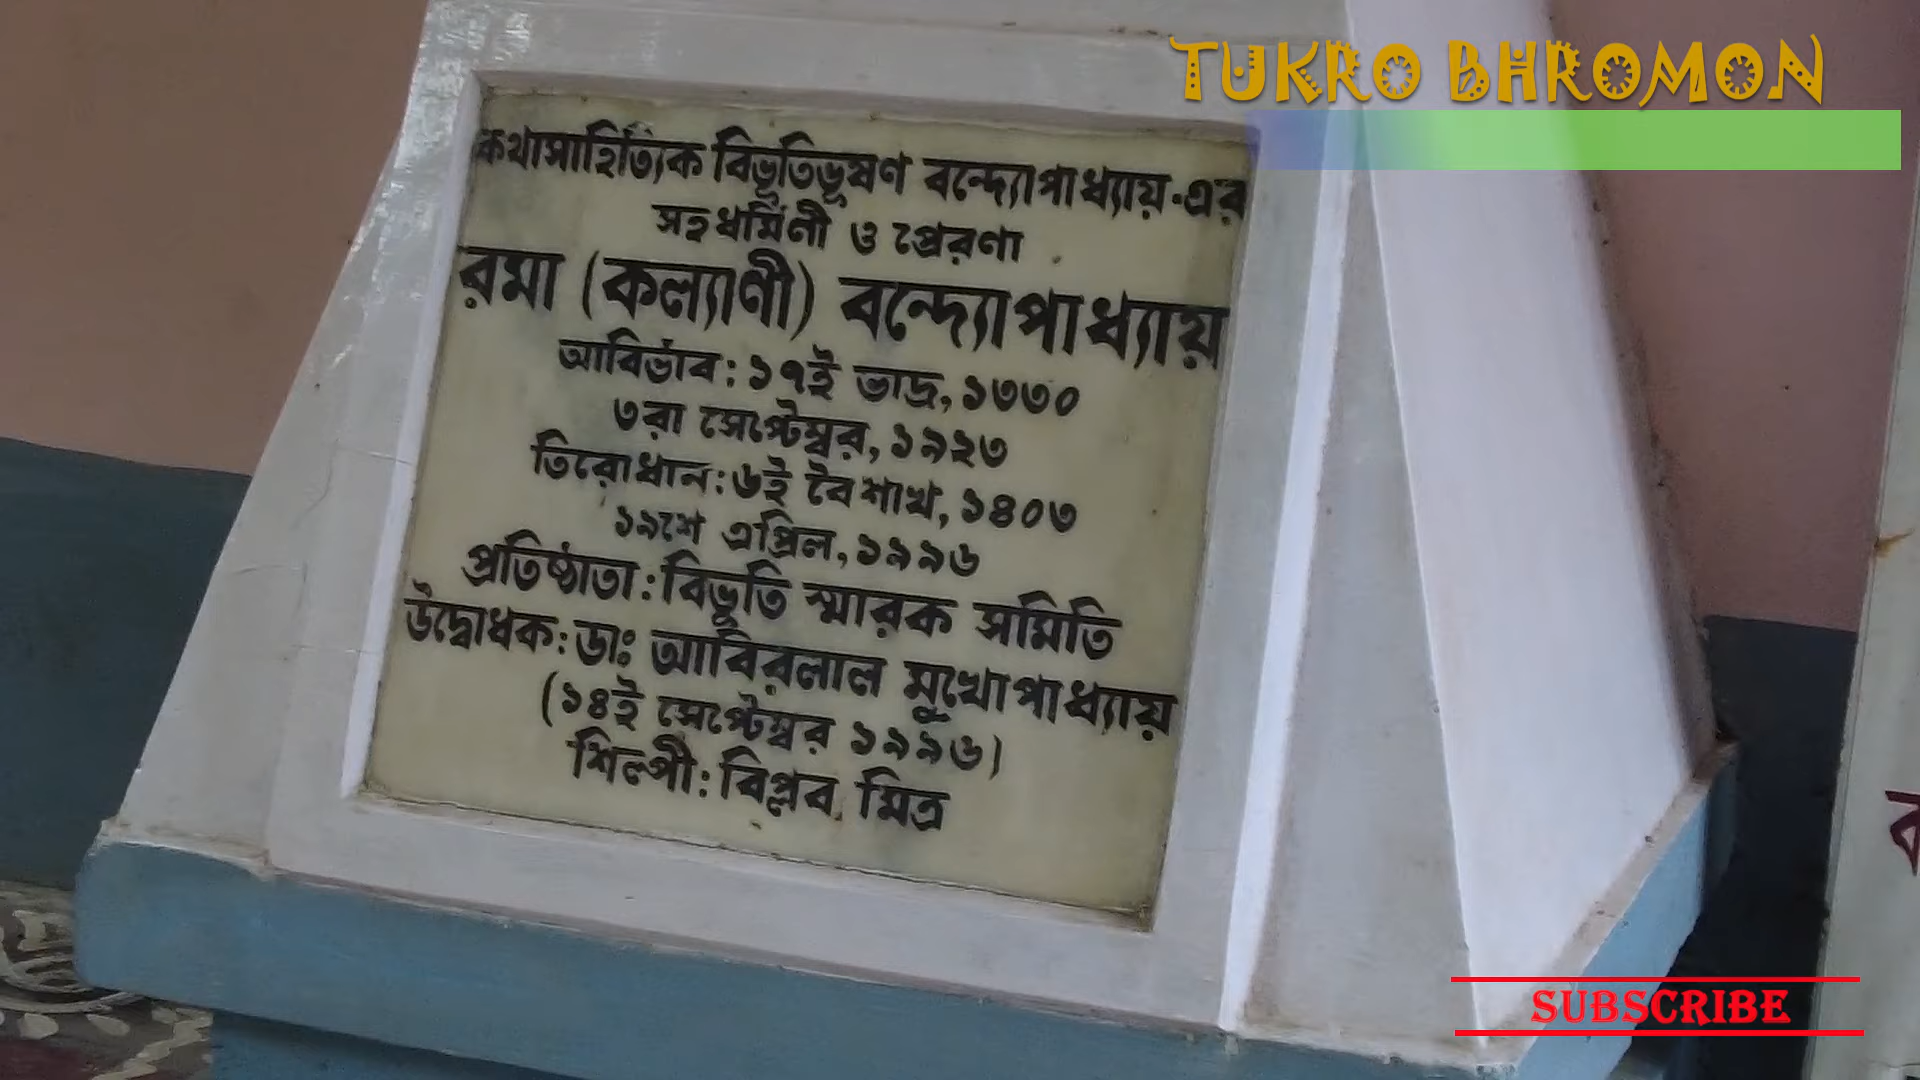 TUKRO BHROMON
কথাসাহিত্যিক বিভূতিভূষণ বন্দ্যোপাধ্যায়-এর
সহধর্মিণী ও প্রেরণা
রমা (কল্যাণী) বন্দ্যোপাধ্যায়
আবির্ভাব: ১৭ই ভাদ্র, ১৩৩০
৩রা সেপ্টেম্বর, ১৯২৩
তিরোধান: ৬ই বৈশাখ, ১৪০৩
১৯শে এপ্রিল, ১৯৯৬
প্রতিষ্ঠাতা: বিভূতি স্মারক সমিতি
উদ্বোধক: ডাঃ আবিরলাল মুখোপাধ্যায়
(১৪ই সেপ্টেম্বর ১৯৯৬)
শিল্পী: বিপ্লব মিত্র
SUBSCRIBE